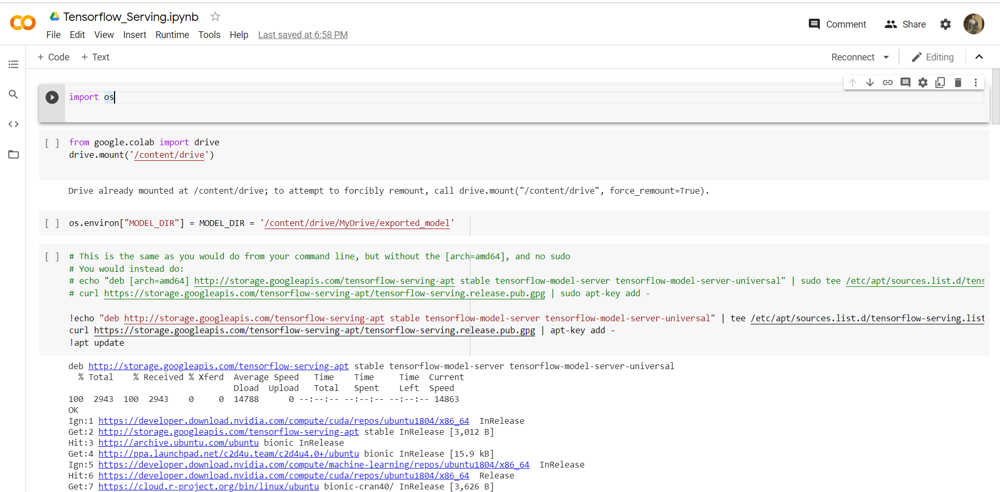 Tensorflow_Serving.ipynb
File Edit View Insert Runtime Tools Help Last saved at 6:58 PM
Comment Share
+ Code + Text
Reconnect Editing
import os
[ ] from google.colab import drive
drive.mount('/content/drive')
Drive already mounted at /content/drive; to attempt to forcibly remount, call drive.mount("/content/drive", force_remount=True).
[ ] os.environ["MODEL_DIR"] = MODEL_DIR = '/content/drive/MyDrive/exported_model'
[ ] # This is the same as you would do from your command line, but without the [arch=amd64], and no sudo
# You would instead do:
# echo "deb [arch=amd64] http://storage.googleapis.com/tensorflow-serving-apt stable tensorflow-model-server tensorflow-model-server-universal" | sudo tee /etc/apt/sources.list.d/tens
# curl https://storage.googleapis.com/tensorflow-serving-apt/tensorflow-serving.release.pub.gpg | sudo apt-key add -
!echo "deb http://storage.googleapis.com/tensorflow-serving-apt stable tensorflow-model-server tensorflow-model-server-universal" | tee /etc/apt/sources.list.d/tensorflow-serving.list
curl https://storage.googleapis.com/tensorflow-serving-apt/tensorflow-serving.release.pub.gpg | apt-key add -
!apt update
deb http://storage.googleapis.com/tensorflow-serving-apt stable tensorflow-model-server tensorflow-model-server-universal
% Total % Received % Xferd Average Speed Time Time Time Current
Dload Upload Total Spent Left Speed
100 2943 100 2943 0 0 14788 0 --:--:-- --:--:-- --:--:-- 14863
OK
Ign:1 https://developer.download.nvidia.com/compute/cuda/repos/ubuntu1804/x86_64 InRelease
Get:2 http://storage.googleapis.com/tensorflow-serving-apt stable InRelease [3,012 B]
Hit:3 http://archive.ubuntu.com/ubuntu bionic InRelease
Get:4 http://ppa.launchpad.net/c2d4u.team/c2d4u4.0+/ubuntu bionic InRelease [15.9 kB]
Ign:5 https://developer.download.nvidia.com/compute/machine-learning/repos/ubuntu1804/x86_64 InRelease
Hit:6 https://developer.download.nvidia.com/compute/cuda/repos/ubuntu1804/x86_64 Release
Get:7 https://cloud.r-project.org/bin/linux/ubuntu bionic-cran40/ InRelease [3,626 B]